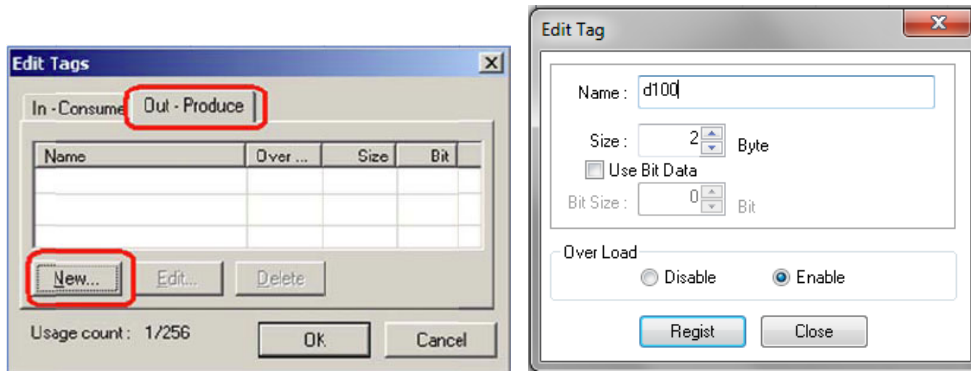 Edit Tags
In - Consume Out - Produce
Name Over ... Size Bit
New... Edit... Delete
Usage count : 1/256
OK Cancel
Edit Tag
Name : d100
Size : 2 Byte
Use Bit Data
Bit Size : 0 Bit
Over Load
Disable Enable
Regist Close